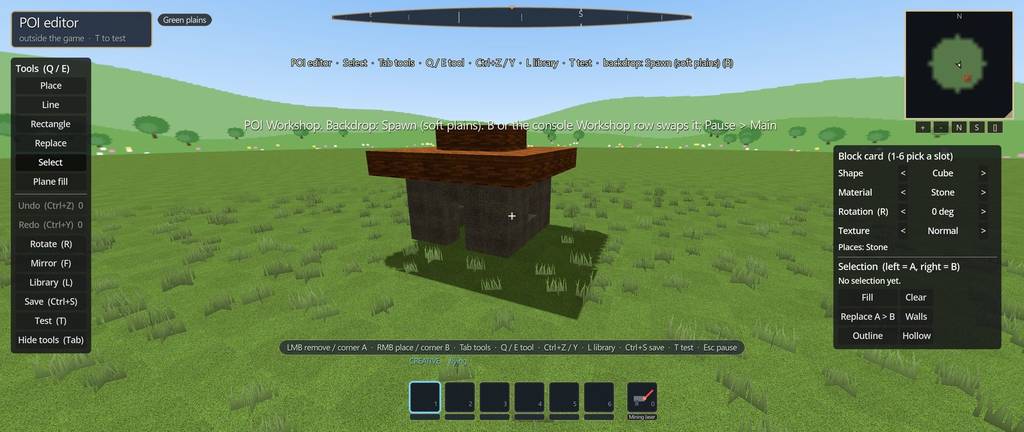 POI editor
outside the game · T to test
Green plains
S
N
POI editor · Select · Tab tools · Q / E tool · Ctrl+Z / Y · L library · T test · backdrop: Spawn (soft plains) (B)
POI Workshop. Backdrop: Spawn (soft plains). B or the console Workshop row swaps it; Pause > Main
Tools (Q / E)
Place
Line
Rectangle
Replace
Select
Plane fill
Undo (Ctrl+Z) 0
Redo (Ctrl+Y) 0
Rotate (R)
Mirror (F)
Library (L)
Save (Ctrl+S)
Test (T)
Hide tools (Tab)
+ - N S []
Block card (1-6 pick a slot)
Shape < Cube >
Material < Stone >
Rotation (R) < 0 deg >
Texture < Normal >
Places: Stone
Selection (left = A, right = B)
No selection yet.
Fill Clear
Replace A > B Walls
Outline Hollow
LMB remove / corner A · RMB place / corner B · Tab tools · Q / E tool · Ctrl+Z / Y · L library · Ctrl+S save · T test · Esc pause
CREATIVE flying
1 2 3 4 5 6 0
Mining laser